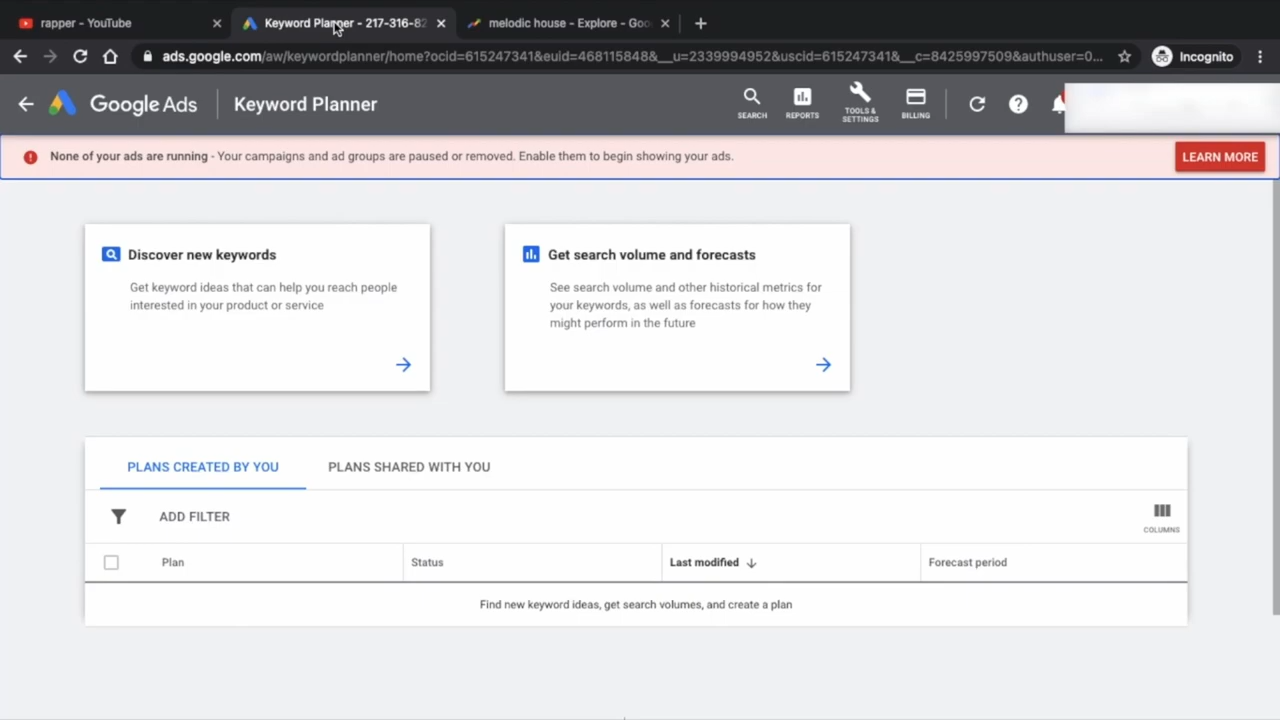 rapper - YouTube
Keyword Planner - 217-316-82
melodic house - Explore - Goo
ads.google.com/aw/keywordplanner/home?ocid=615247341&euid=468115848&__u=2339994952&uscid=615247341&__c=8425997509&authuser=0...
Incognito
Google Ads
Keyword Planner
SEARCH
REPORTS
TOOLS &
SETTINGS
BILLING
None of your ads are running - Your campaigns and ad groups are paused or removed. Enable them to begin showing your ads.
LEARN MORE
Discover new keywords
Get keyword ideas that can help you reach people
interested in your product or service
Get search volume and forecasts
See search volume and other historical metrics for
your keywords, as well as forecasts for how they
might perform in the future
PLANS CREATED BY YOU
PLANS SHARED WITH YOU
ADD FILTER
COLUMNS
Plan
Status
Last modified
Forecast period
Find new keyword ideas, get search volumes, and create a plan